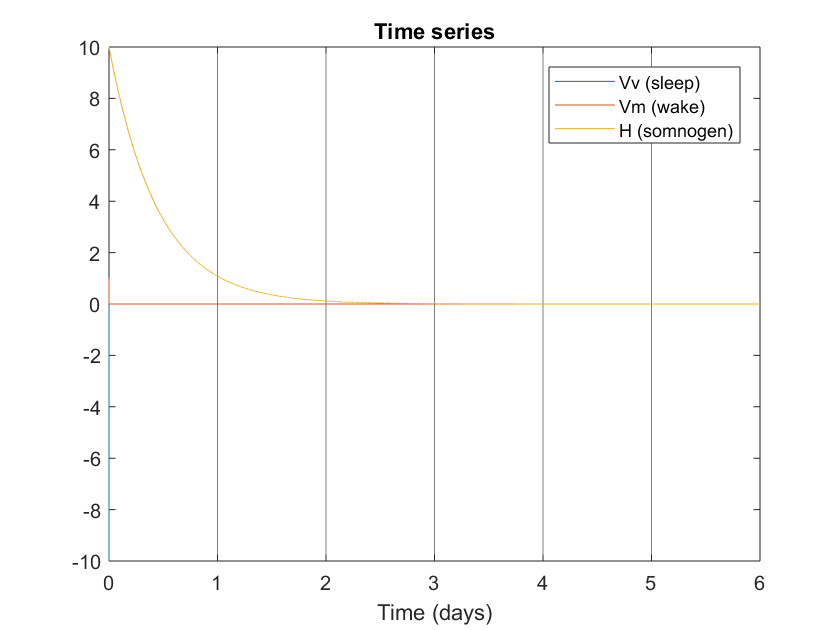 Time series
10
8
6
4
2
0
-2
-4
-6
-8
-10
Vv (sleep)
Vm (wake)
H (somnogen)
0 1 2 3 4 5 6
Time (days)